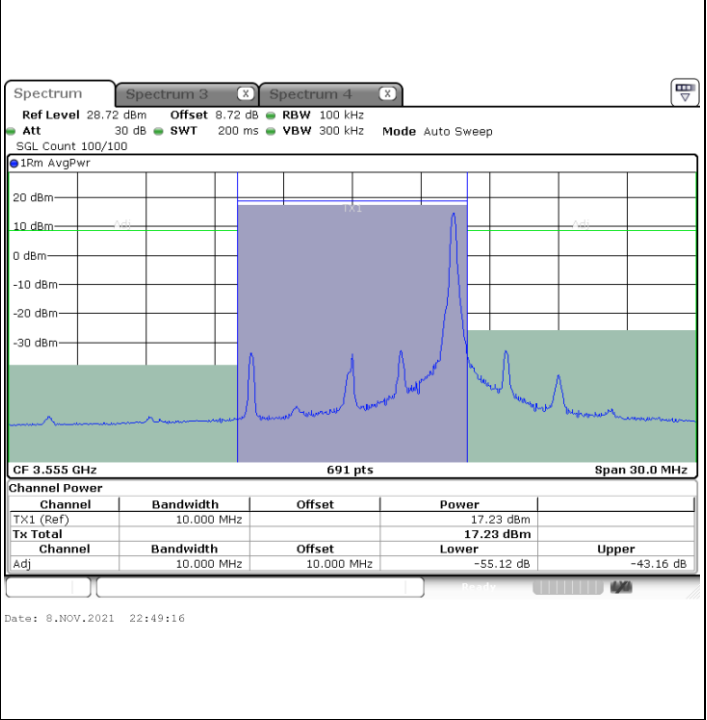 Spectrum Spectrum 3 X Spectrum 4 X
Ref Level 28.72 dBm Offset 8.72 dB RBW 100 kHz
Att 30 dB SWT 200 ms VBW 300 kHz Mode Auto Sweep
SGL Count 100/100
1Rm AvgPwr
20 dBm
TX1
10 dBm Adj Adj
0 dBm
-10 dBm
-20 dBm
-30 dBm
CF 3.555 GHz 691 pts Span 30.0 MHz
Channel Power
Channel Bandwidth Offset Power
TX1 (Ref) 10.000 MHz 17.23 dBm
Tx Total 17.23 dBm
Channel Bandwidth Offset Lower Upper
Adj 10.000 MHz 10.000 MHz -55.12 dB -43.16 dB
Ready
Date: 8.NOV.2021 22:49:16